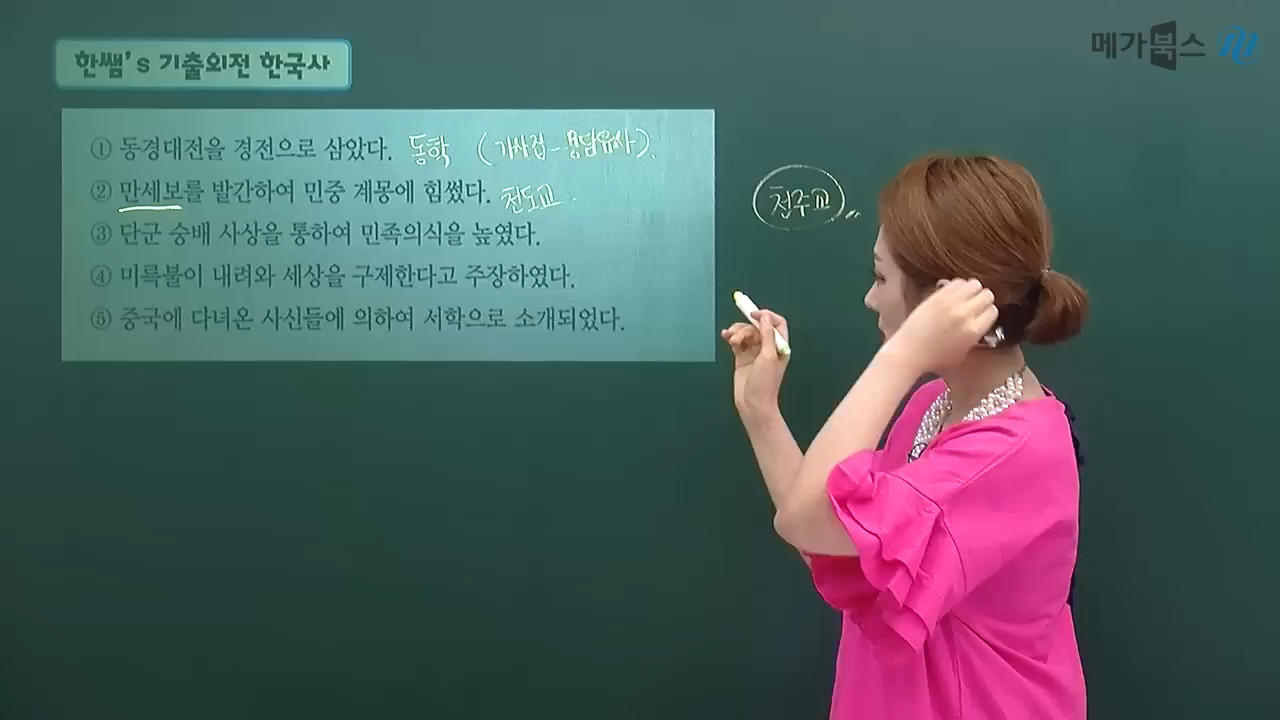 한쌤's 기출외전 한국사
메가북스
① 동경대전을 경전으로 삼았다. 동학 (가사집-용담유사).
② 만세보를 발간하여 민중 계몽에 힘썼다. 천도교.
③ 단군 숭배 사상을 통하여 민족의식을 높였다.
④ 미륵불이 내려와 세상을 구제한다고 주장하였다.
⑤ 중국에 다녀온 사신들에 의하여 서학으로 소개되었다.
천주교